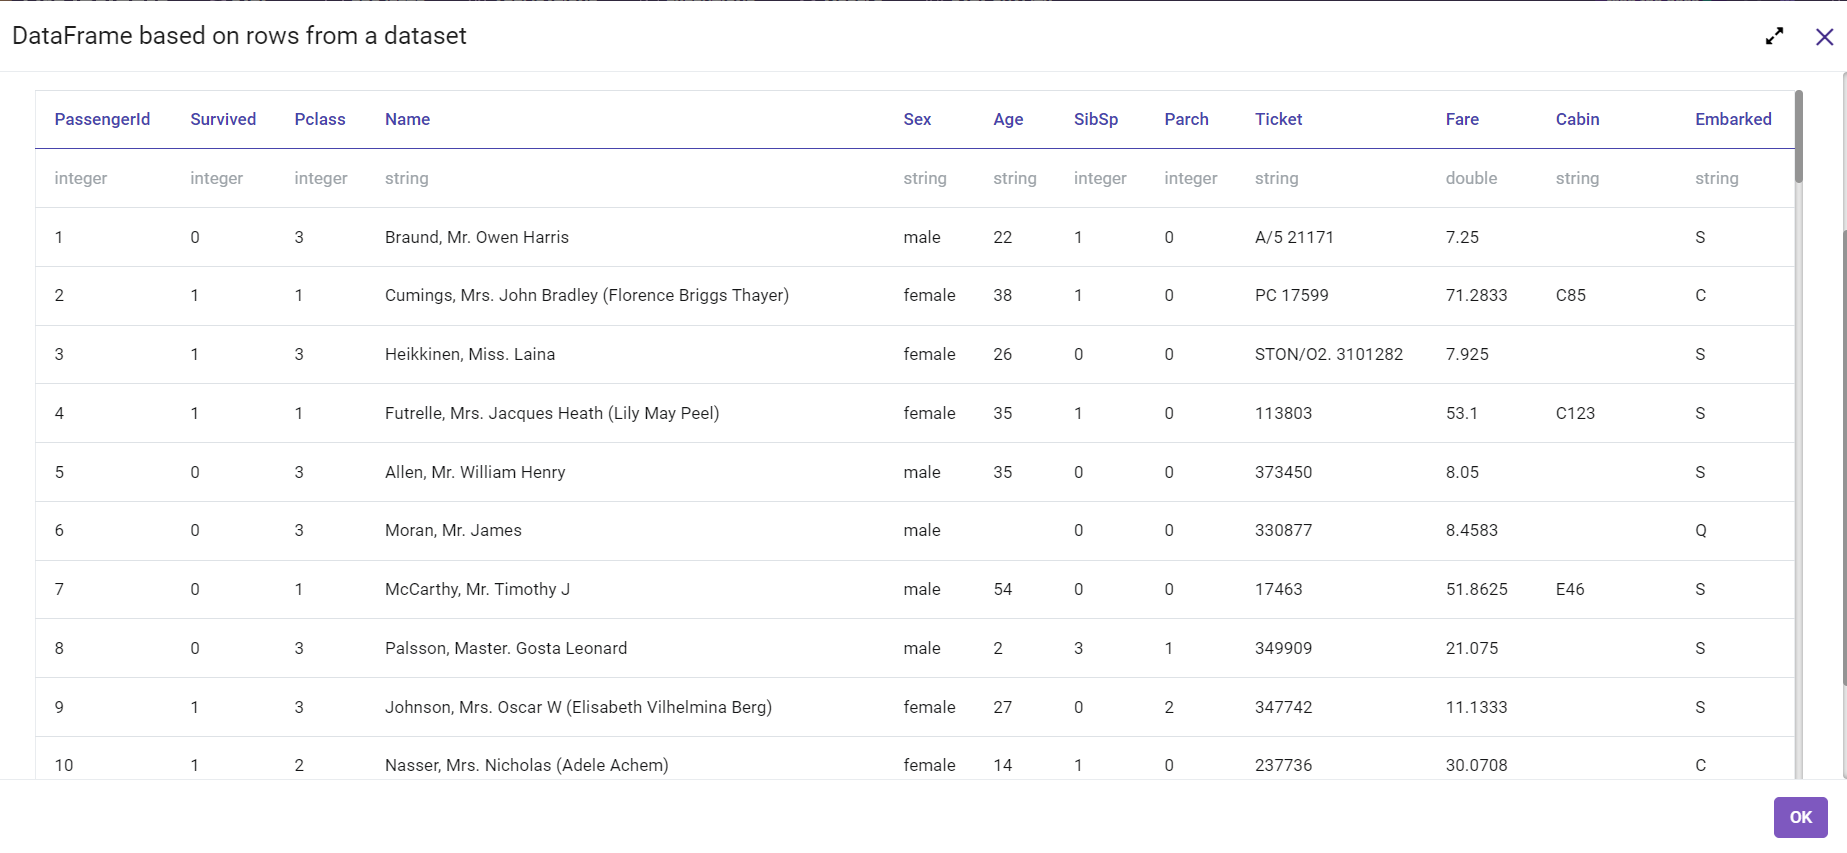 DataFrame based on rows from a dataset
PassengerId Survived Pclass Name Sex Age SibSp Parch Ticket Fare Cabin Embarked
integer integer integer string string string integer integer string double string string
1 0 3 Braund, Mr. Owen Harris male 22 1 0 A/5 21171 7.25 S
2 1 1 Cumings, Mrs. John Bradley (Florence Briggs Thayer) female 38 1 0 PC 17599 71.2833 C85 C
3 1 3 Heikkinen, Miss. Laina female 26 0 0 STON/O2. 3101282 7.925 S
4 1 1 Futrelle, Mrs. Jacques Heath (Lily May Peel) female 35 1 0 113803 53.1 C123 S
5 0 3 Allen, Mr. William Henry male 35 0 0 373450 8.05 S
6 0 3 Moran, Mr. James male 0 0 330877 8.4583 Q
7 0 1 McCarthy, Mr. Timothy J male 54 0 0 17463 51.8625 E46 S
8 0 3 Palsson, Master. Gosta Leonard male 2 3 1 349909 21.075 S
9 1 3 Johnson, Mrs. Oscar W (Elisabeth Vilhelmina Berg) female 27 0 2 347742 11.1333 S
10 1 2 Nasser, Mrs. Nicholas (Adele Achem) female 14 1 0 237736 30.0708 C
OK